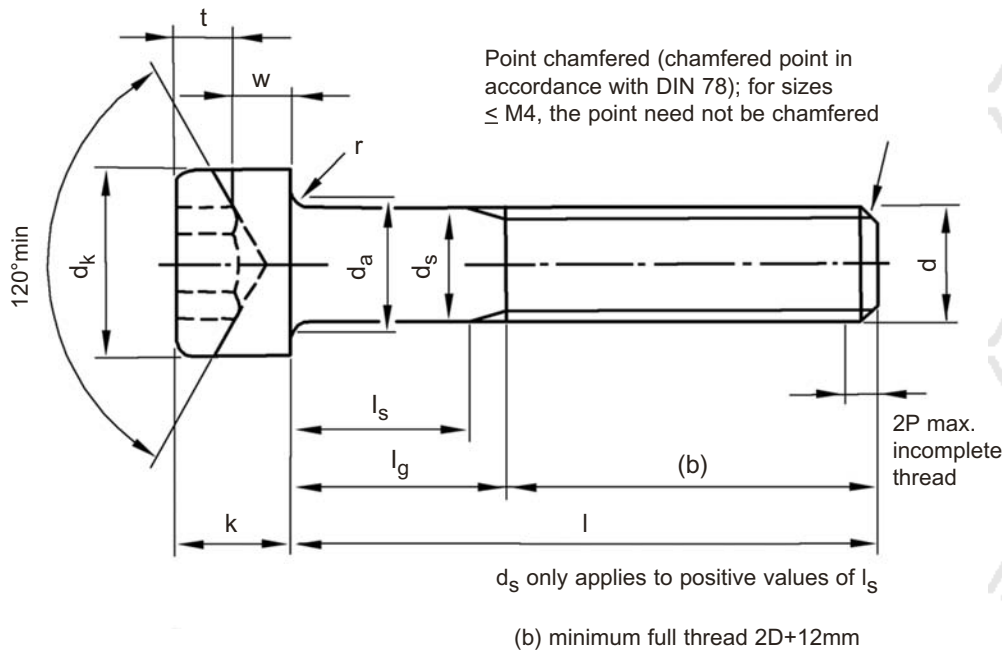 t
w
Point chamfered (chamfered point in
accordance with DIN 78); for sizes
≤ M4, the point need not be chamfered
r
120°min
dk
da
ds
d
ls
2P max.
incomplete
thread
lg
(b)
k
l
ds only applies to positive values of ls
(b) minimum full thread 2D+12mm